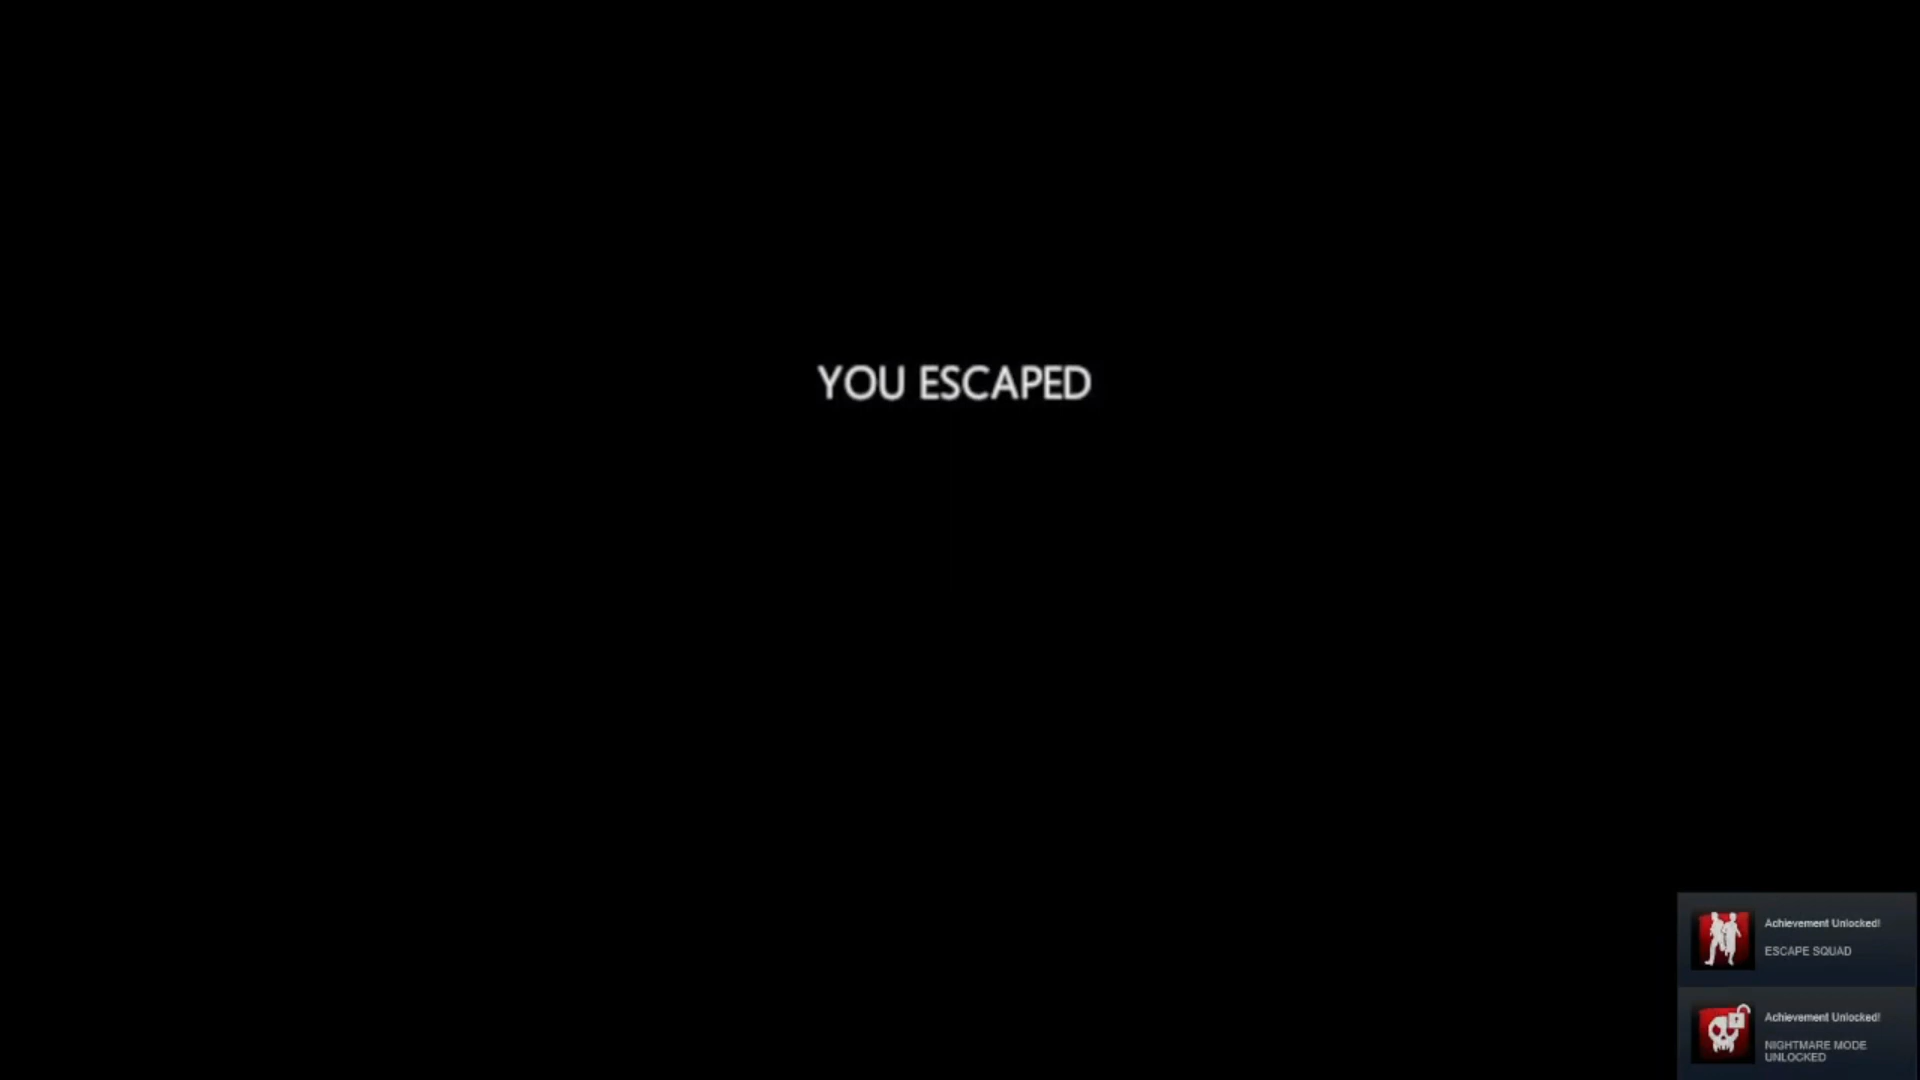 YOU ESCAPED
Achievement Unlocked!
ESCAPE SQUAD
Achievement Unlocked!
NIGHTMARE MODE
UNLOCKED